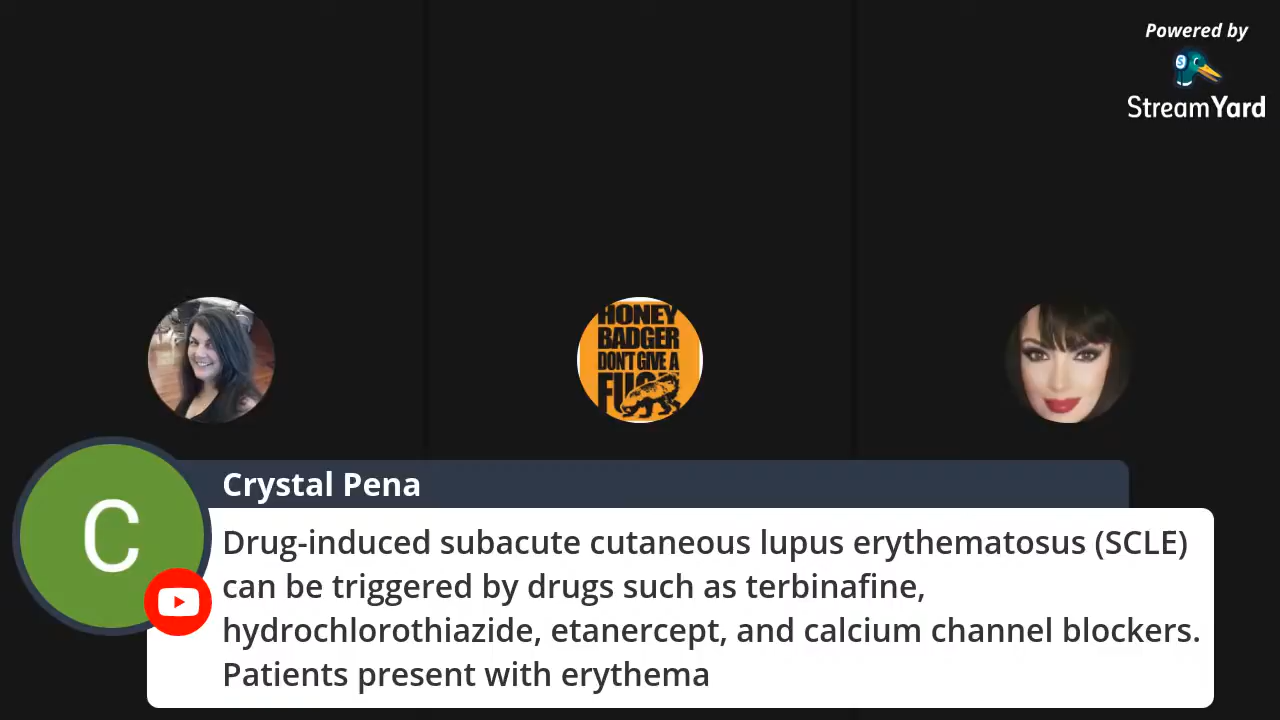 Powered by
S
StreamYard
HONEY
BADGER
DON'T GIVE A
C
Crystal Pena
Drug-induced subacute cutaneous lupus erythematosus (SCLE)
can be triggered by drugs such as terbinafine,
hydrochlorothiazide, etanercept, and calcium channel blockers.
Patients present with erythema